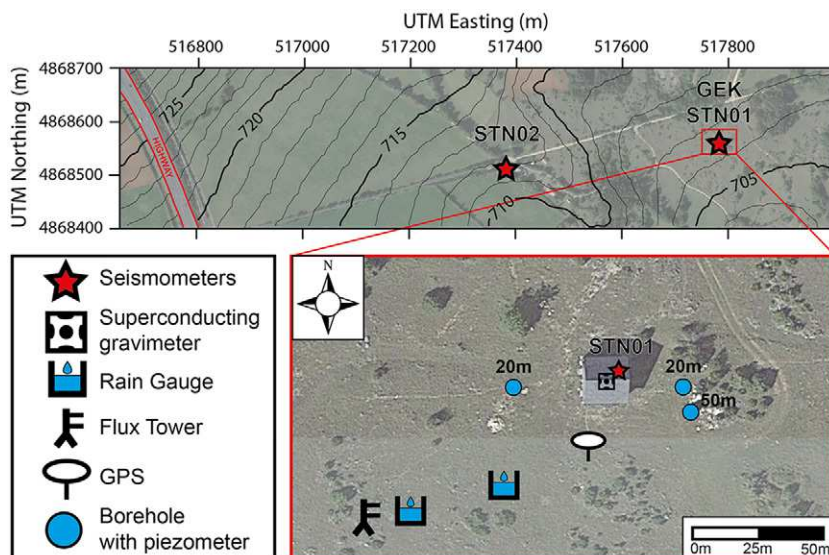 UTM Easting (m)
516800 517000 517200 517400 517600 517800
UTM Northing (m)
4868700
4868600
4868500
4868400
HIGHWAY
725
720
715
710
705
STN02
GEK
STN01
Seismometers
Superconducting
gravimeter
Rain Gauge
Flux Tower
GPS
Borehole
with piezometer
N
STN01
20m
20m
50m
0m 25m 50m